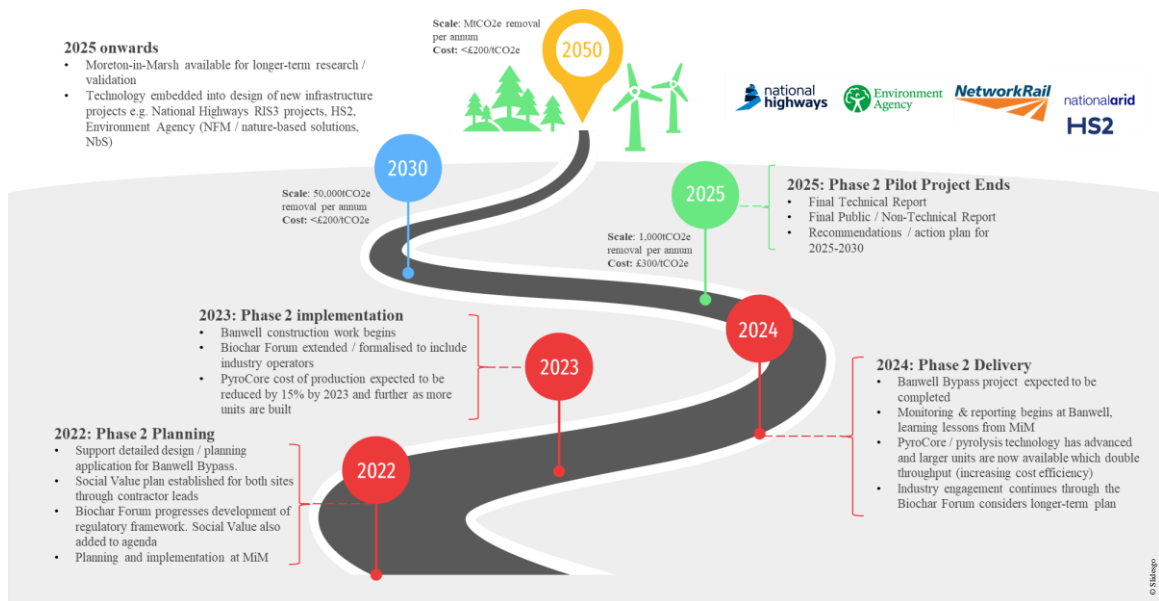 Scale: MtCO2e removal
per annum
Cost: <£200/tCO2e
2050
2025 onwards
• Moreton-in-Marsh available for longer-term research /
validation
• Technology embedded into design of new infrastructure
projects e.g. National Highways RIS3 projects, HS2,
Environment Agency (NFM / nature-based solutions,
NbS)
national
highways
Environment
Agency
NetworkRail
nationalgrid
HS2
2030
Scale: 50,000tCO2e
removal per annum
Cost: <£200/tCO2e
2025
Scale: 1,000tCO2e
removal per annum
Cost: £300/tCO2e
2025: Phase 2 Pilot Project Ends
• Final Technical Report
• Final Public / Non-Technical Report
• Recommendations / action plan for
2025-2030
2023: Phase 2 implementation
• Banwell construction work begins
• Biochar Forum extended / formalised to include
industry operators
• PyroCore cost of production expected to be
reduced by 15% by 2023 and further as more
units are built
2023
2024
2024: Phase 2 Delivery
• Banwell Bypass project expected to be
completed
• Monitoring & reporting begins at Banwell,
learning lessons from MiM
• PyroCore / pyrolysis technology has advanced
and larger units are now available which double
throughput (increasing cost efficiency)
• Industry engagement continues through the
Biochar Forum considers longer-term plan
2022: Phase 2 Planning
• Support detailed design / planning
application for Banwell Bypass.
• Social Value plan established for both sites
through contractor leads
• Biochar Forum progresses development of
regulatory framework. Social Value also
added to agenda
• Planning and implementation at MiM
2022
© Slidesgo